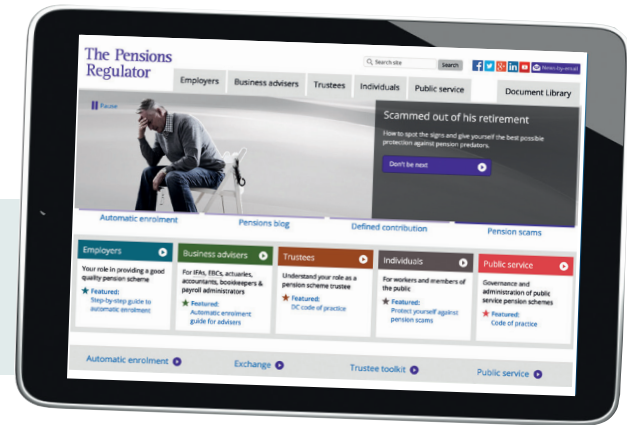 The Pensions
Regulator
Search site
Search
News-by-email
Employers
Business advisers
Trustees
Individuals
Public service
Document Library
Pause
Scammed out of his retirement
How to spot the signs and give yourself the best possible
protection against pension predators.
Don't be next
Automatic enrolment
Pensions blog
Defined contribution
Pension scams
Employers
Your role in providing a good
quality pension scheme
Featured:
Step-by-step guide to
automatic enrolment
Business advisers
For IFAs, EBCs, actuaries,
accountants, bookkeepers &
payroll administrators
Featured:
Automatic enrolment
guide for advisers
Trustees
Understand your role as a
pension scheme trustee
Featured:
DC code of practice
Individuals
For workers and members of
the public
Featured:
Protect yourself against
pension scams
Public service
Governance and
administration of public
service pension schemes
Featured:
Code of practice
Automatic enrolment
Exchange
Trustee toolkit
Public service